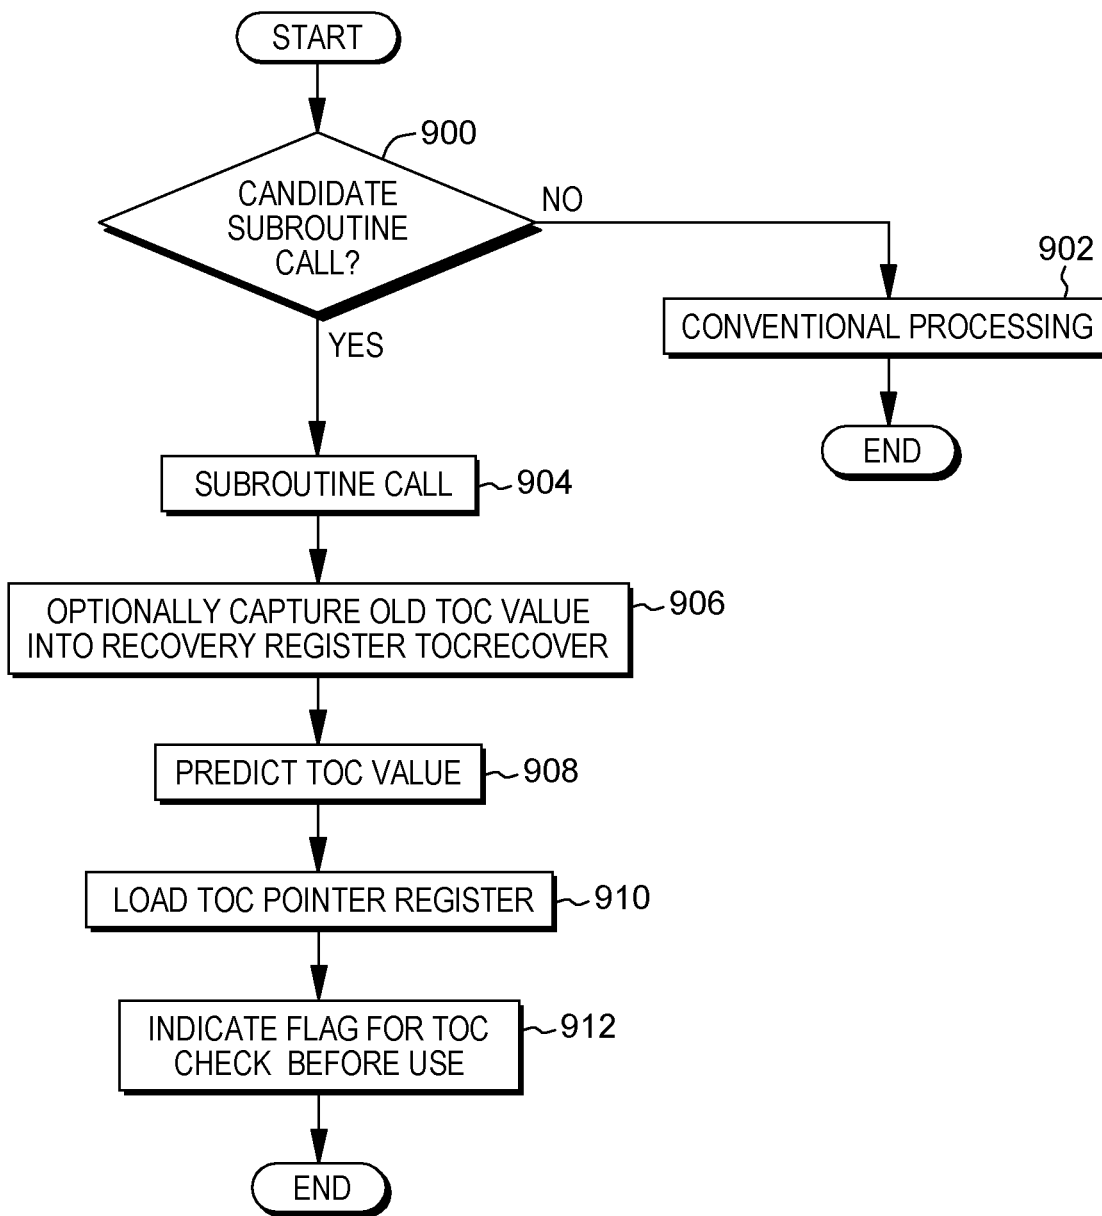 START
900
CANDIDATE
SUBROUTINE
CALL?
NO
YES
902
CONVENTIONAL PROCESSING
END
SUBROUTINE CALL
904
OPTIONALLY CAPTURE OLD TOC VALUE
INTO RECOVERY REGISTER TOCRECOVER
906
PREDICT TOC VALUE
908
LOAD TOC POINTER REGISTER
910
INDICATE FLAG FOR TOC
CHECK BEFORE USE
912
END